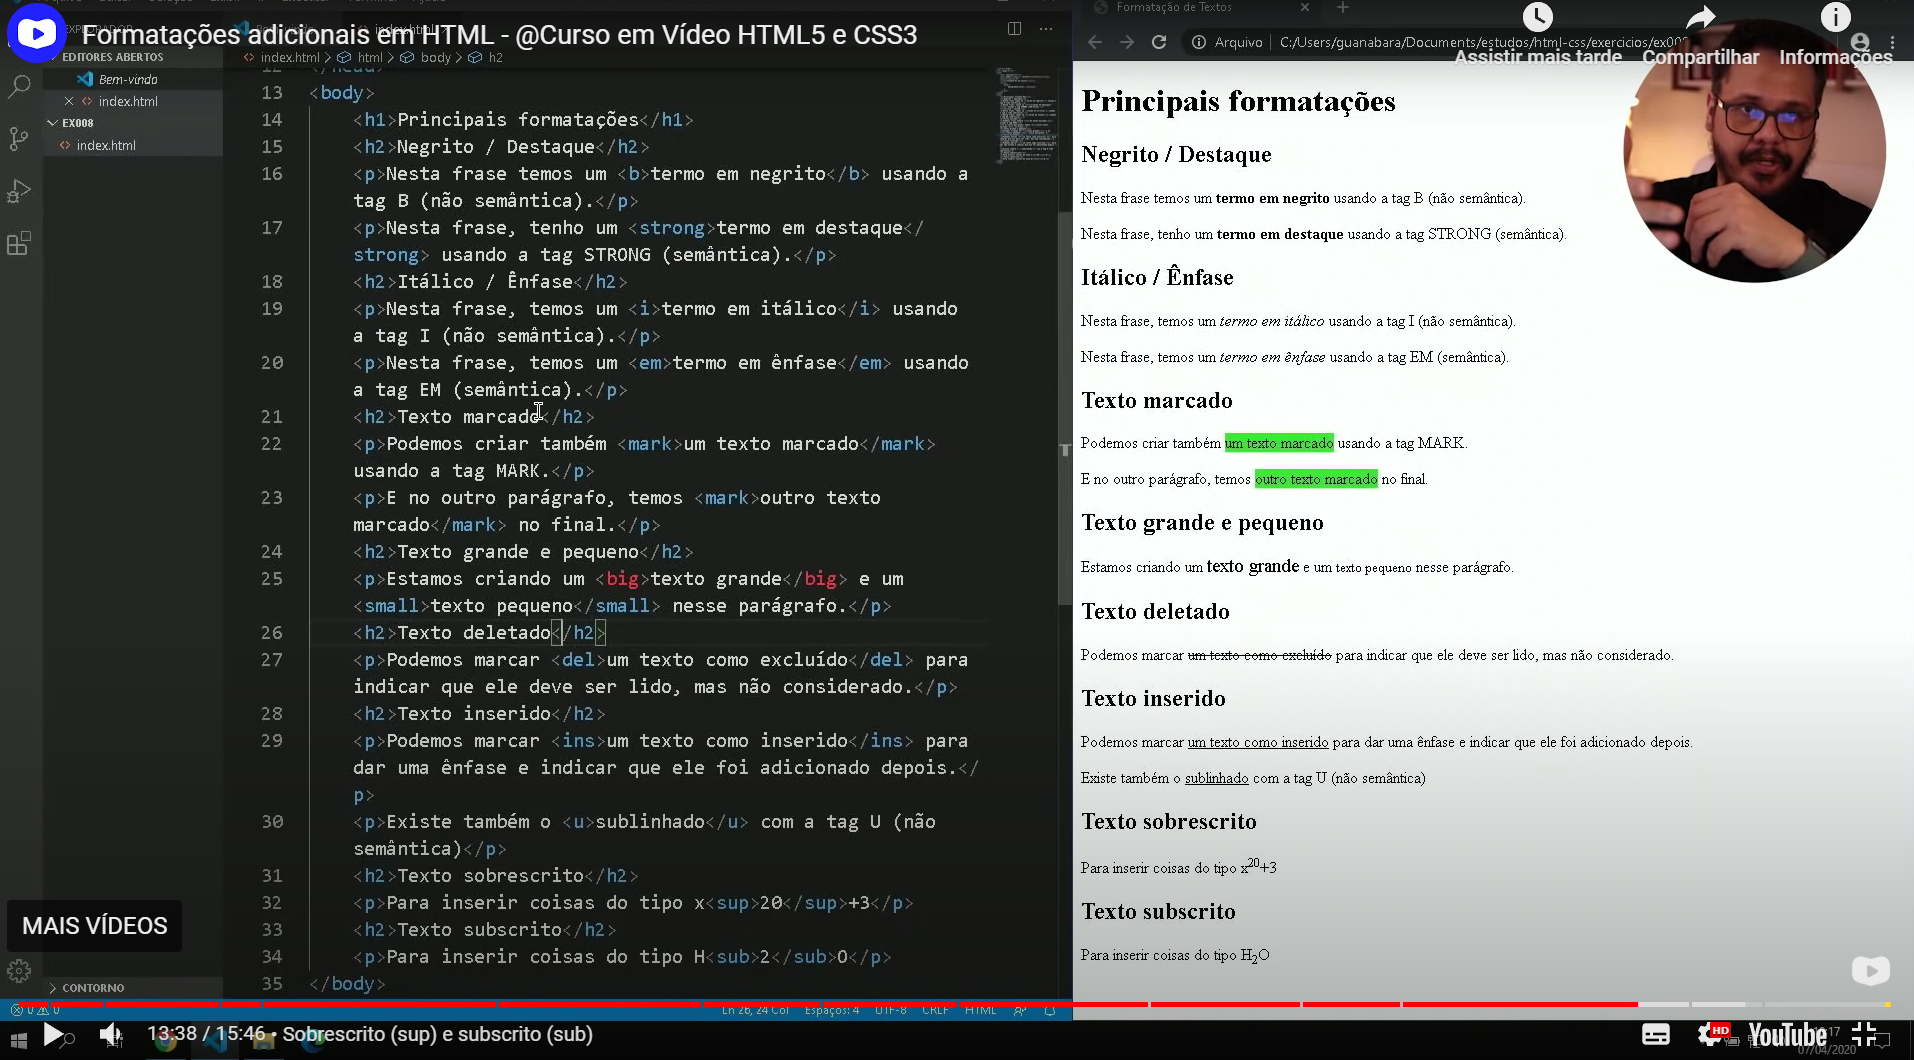 Formatações adicionais em HTML - @Curso em Vídeo HTML5 e CSS3
Assistir mais tarde
Compartilhar
Informações
EDITORES ABERTOS
Bem-vindo
index.html
EX008
index.html
CONTORNO
index.html > html > body > h2
13 <body>
14 <h1>Principais formatações</h1>
15 <h2>Negrito / Destaque</h2>
16 <p>Nesta frase temos um <b>termo em negrito</b> usando a
tag B (não semântica).</p>
17 <p>Nesta frase, tenho um <strong>termo em destaque</
strong> usando a tag STRONG (semântica).</p>
18 <h2>Itálico / Ênfase</h2>
19 <p>Nesta frase, temos um <i>termo em itálico</i> usando
a tag I (não semântica).</p>
20 <p>Nesta frase, temos um <em>termo em ênfase</em> usando
a tag EM (semântica).</p>
21 <h2>Texto marcado</h2>
22 <p>Podemos criar também <mark>um texto marcado</mark>
usando a tag MARK.</p>
23 <p>E no outro parágrafo, temos <mark>outro texto
marcado</mark> no final.</p>
24 <h2>Texto grande e pequeno</h2>
25 <p>Estamos criando um <big>texto grande</big> e um
<small>texto pequeno</small> nesse parágrafo.</p>
26 <h2>Texto deletado</h2>
27 <p>Podemos marcar <del>um texto como excluído</del> para
indicar que ele deve ser lido, mas não considerado.</p>
28 <h2>Texto inserido</h2>
29 <p>Podemos marcar <ins>um texto como inserido</ins> para
dar uma ênfase e indicar que ele foi adicionado depois.</
p>
30 <p>Existe também o <u>sublinhado</u> com a tag U (não
semântica)</p>
31 <h2>Texto sobrescrito</h2>
32 <p>Para inserir coisas do tipo x<sup>20</sup>+3</p>
33 <h2>Texto subscrito</h2>
34 <p>Para inserir coisas do tipo H<sub>2</sub>O</p>
35 </body>
Ln 26, 24 Col Espaços: 4 UTF-8 CRLF HTML
Formatação de Textos
Arquivo | C:/Users/guanabara/Documents/estudos/html-css/exercicios/ex008
Principais formatações
Negrito / Destaque
Nesta frase temos um termo em negrito usando a tag B (não semântica).
Nesta frase, tenho um termo em destaque usando a tag STRONG (semântica).
Itálico / Ênfase
Nesta frase, temos um termo em itálico usando a tag I (não semântica).
Nesta frase, temos um termo em ênfase usando a tag EM (semântica).
Texto marcado
Podemos criar também um texto marcado usando a tag MARK.
E no outro parágrafo, temos outro texto marcado no final.
Texto grande e pequeno
Estamos criando um texto grande e um texto pequeno nesse parágrafo.
Texto deletado
Podemos marcar um texto como excluído para indicar que ele deve ser lido, mas não considerado.
Texto inserido
Podemos marcar um texto como inserido para dar uma ênfase e indicar que ele foi adicionado depois.
Existe também o sublinhado com a tag U (não semântica)
Texto sobrescrito
Para inserir coisas do tipo x20+3
Texto subscrito
Para inserir coisas do tipo H2O
MAIS VÍDEOS
13:38 / 15:46 • Sobrescrito (sup) e subscrito (sub)
HD
YouTube
07/04/2020